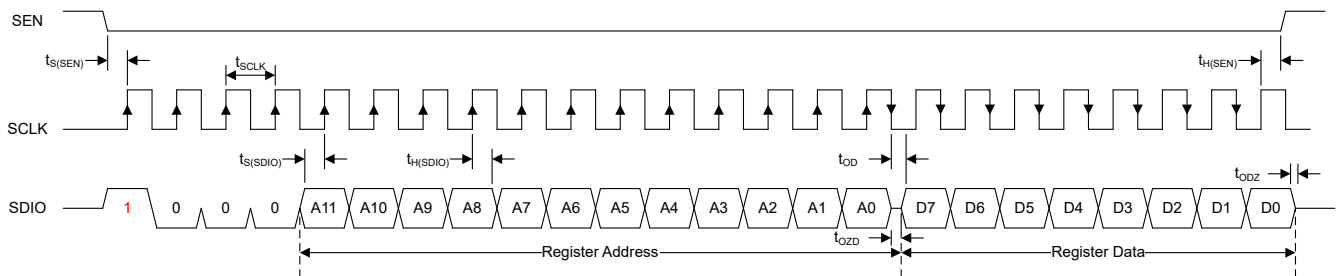 SEN
tS(SEN) tSCLK tH(SEN)
SCLK
tS(SDIO) tH(SDIO) tOD tODZ
SDIO 1 0 0 0 A11 A10 A9 A8 A7 A6 A5 A4 A3 A2 A1 A0 D7 D6 D5 D4 D3 D2 D1 D0
tOZD
Register Address Register Data